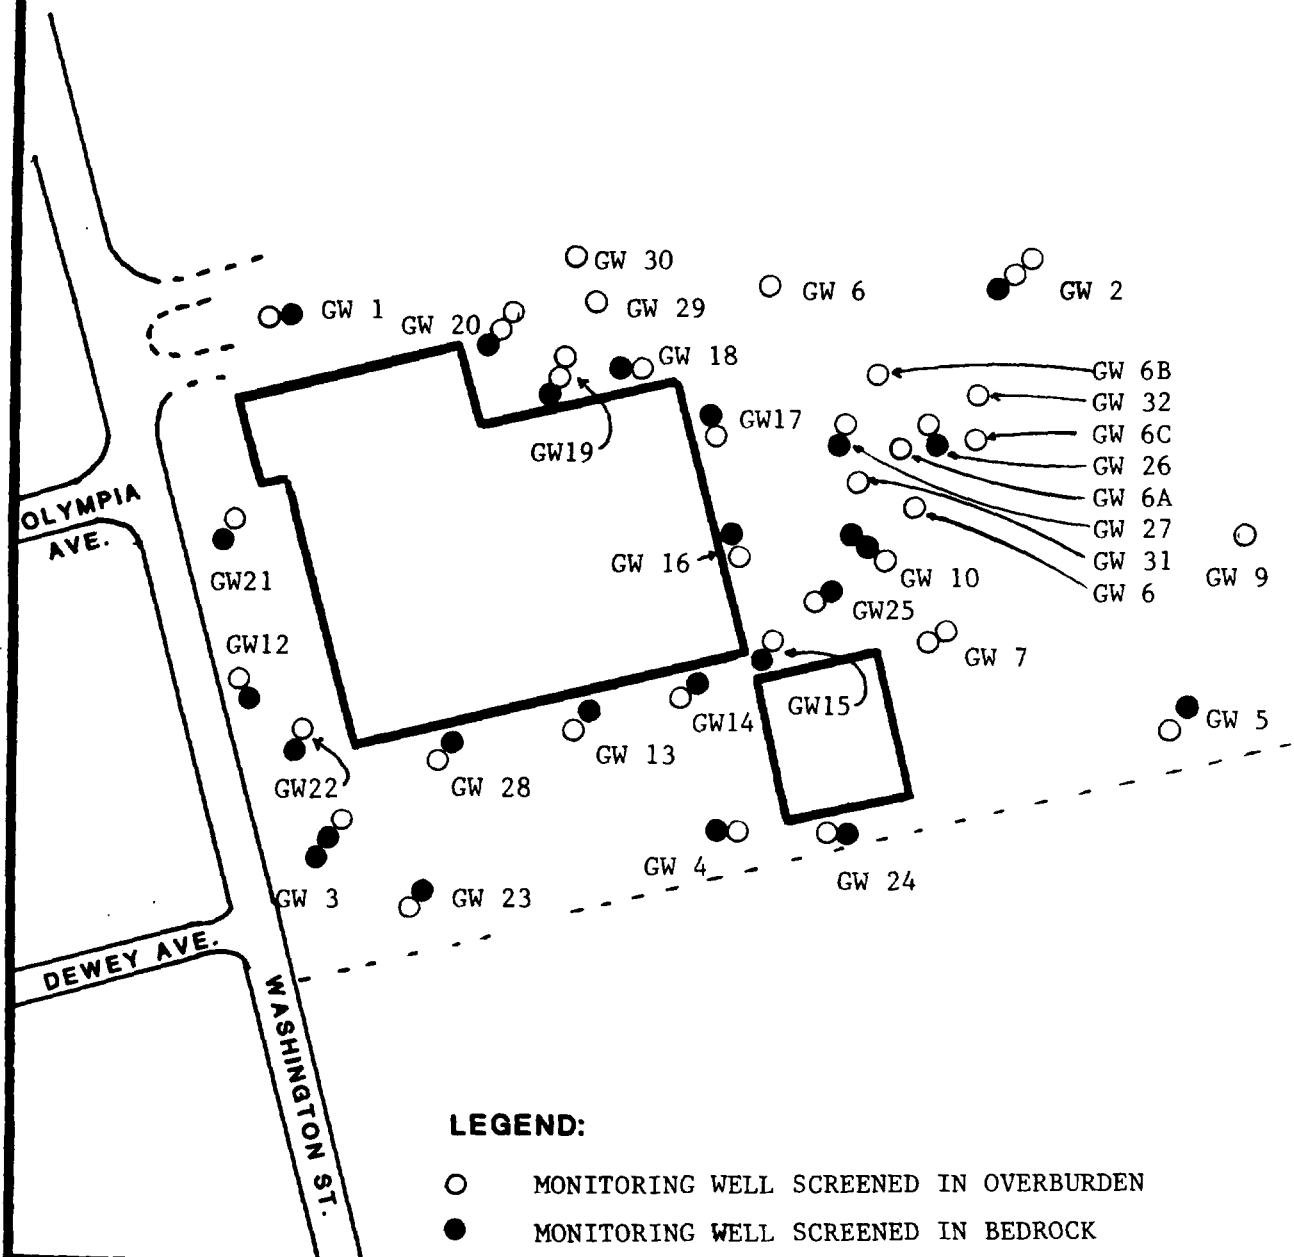 GW 30
GW 6
GW 2
GW 1
GW 29
GW 20
GW 18
GW 6B
GW 32
GW17
GW 6C
GW19
GW 26
GW 6A
OLYMPIA
AVE.
GW 27
GW 31
GW 16
GW 10
GW 9
GW21
GW 6
GW25
GW12
GW 7
GW15
GW14
GW 5
GW 13
GW22
GW 28
GW 4
GW 24
GW 3
GW 23
DEWEY AVE.
WASHINGTON ST.
LEGEND:
MONITORING WELL SCREENED IN OVERBURDEN
MONITORING WELL SCREENED IN BEDROCK